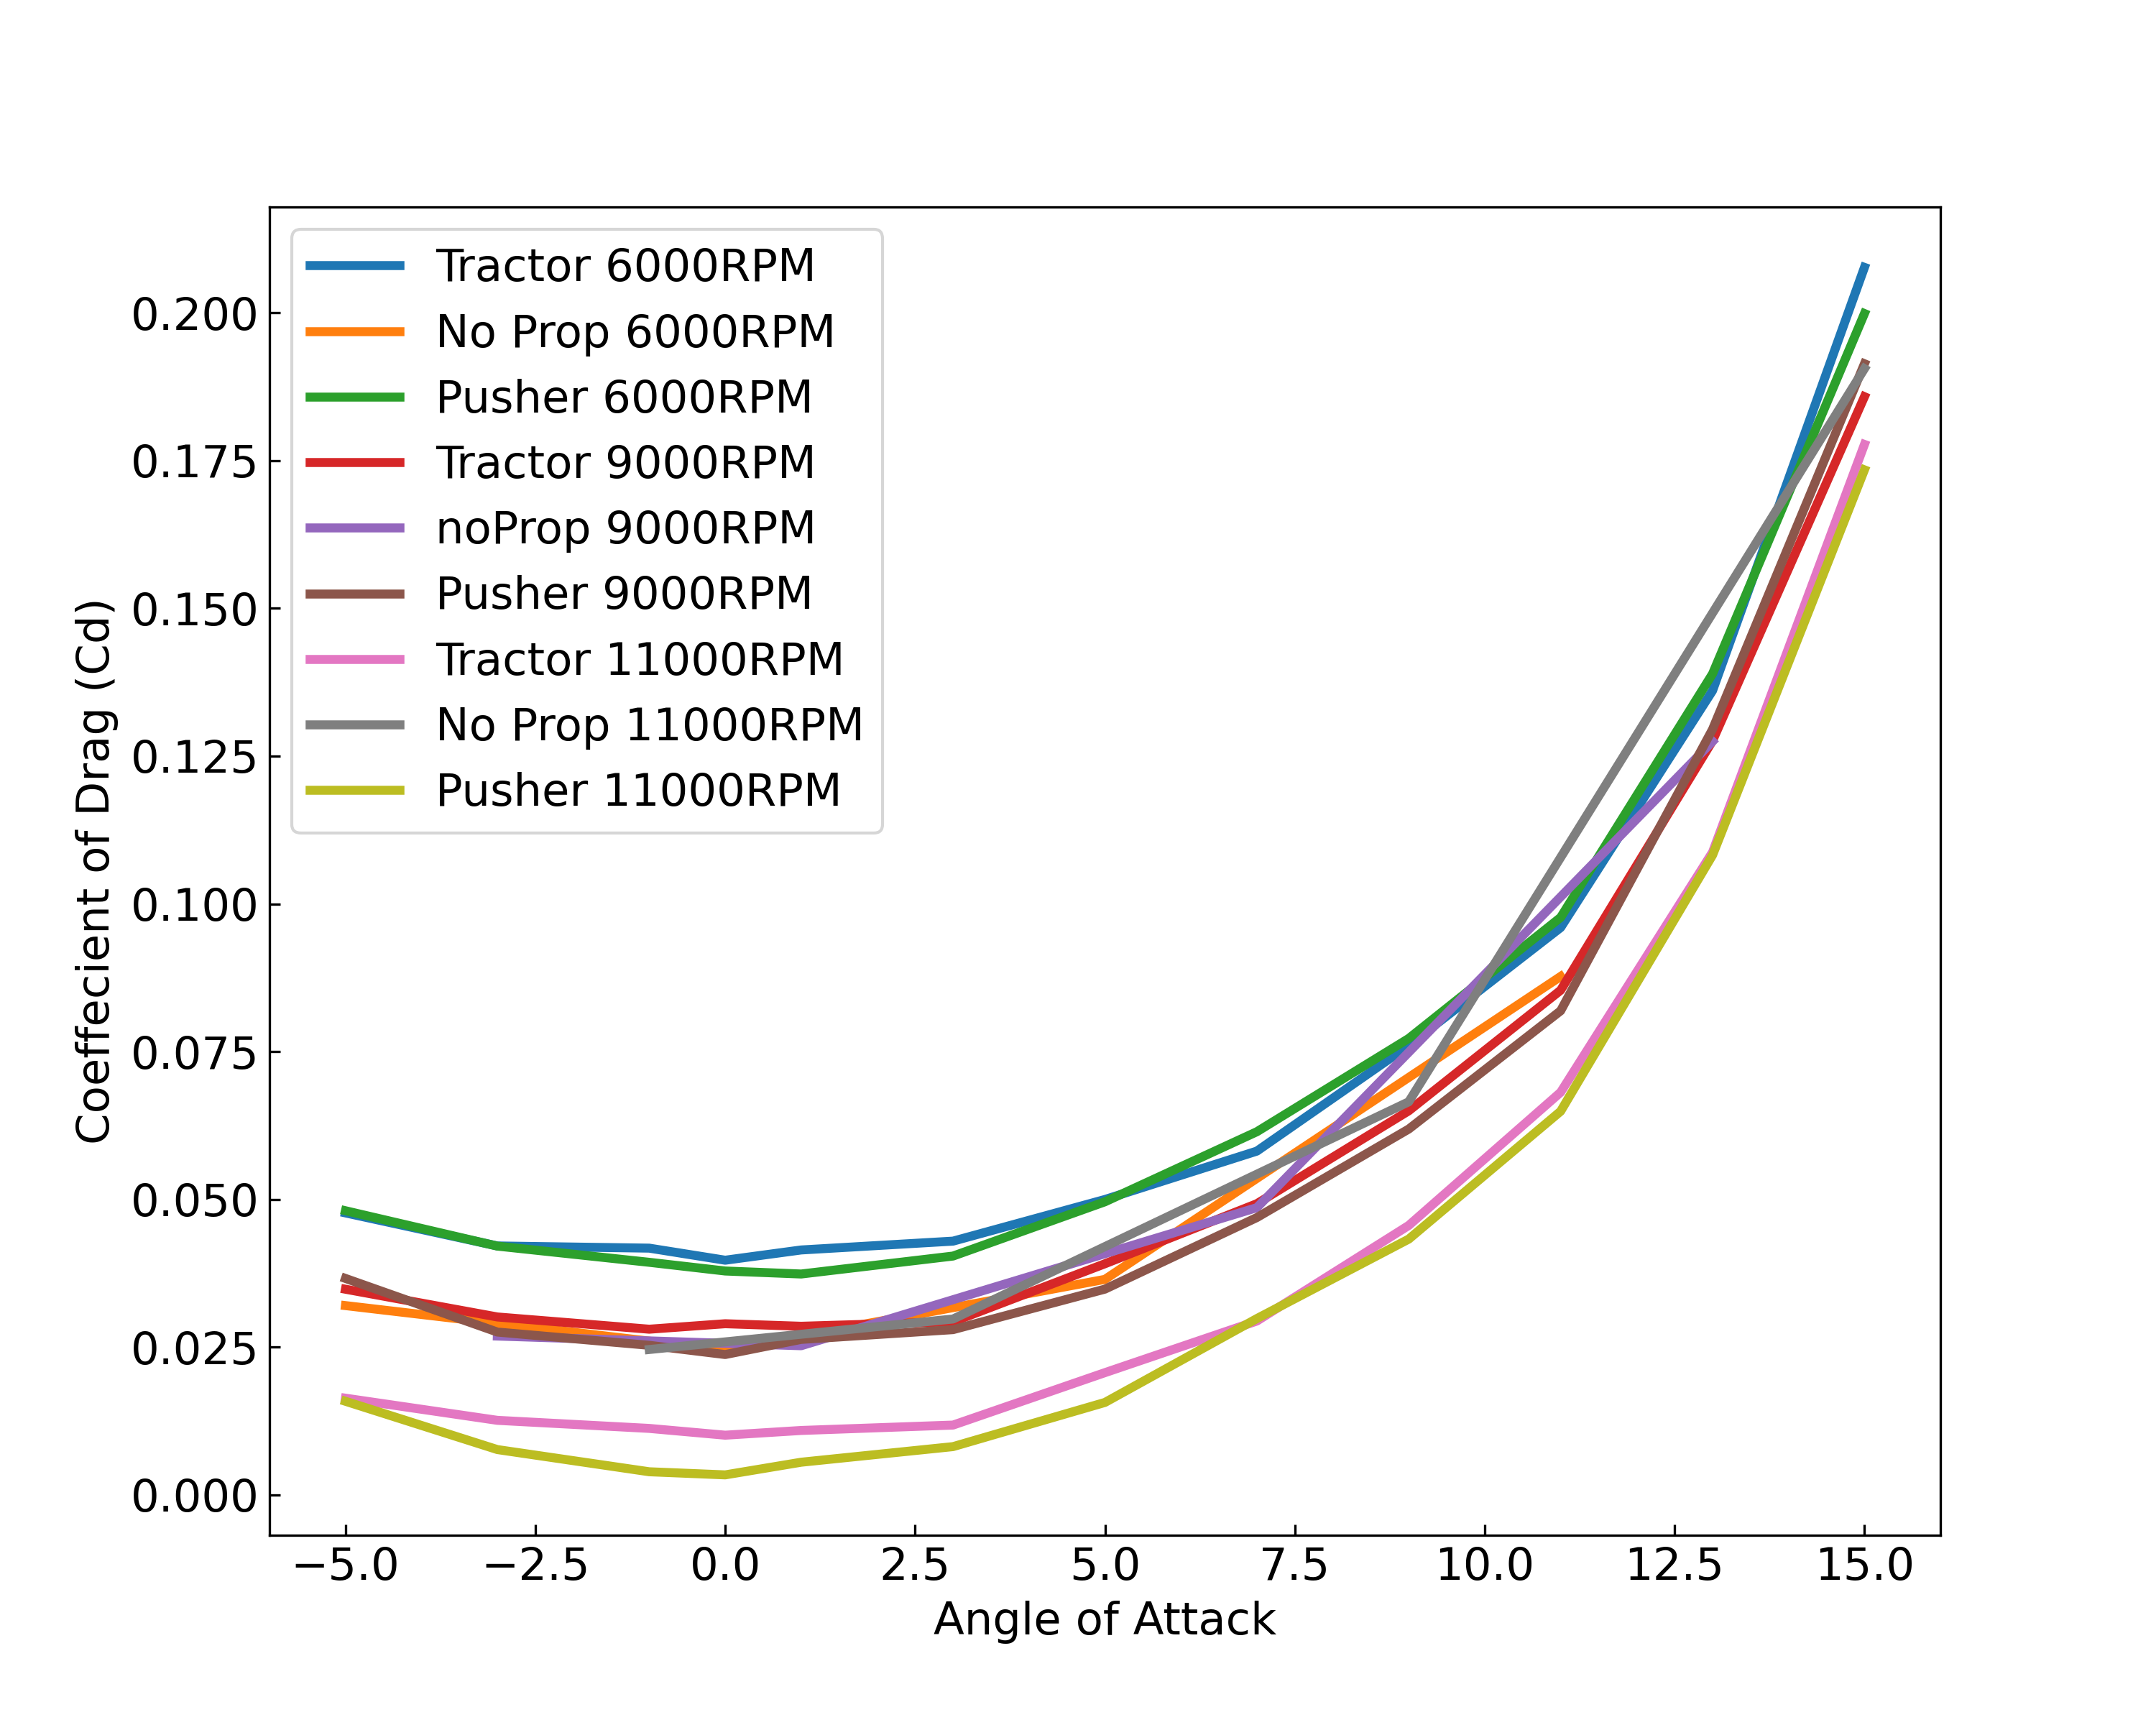 Tractor 6000RPM
No Prop 6000RPM
Pusher 6000RPM
Tractor 9000RPM
noProp 9000RPM
Pusher 9000RPM
Tractor 11000RPM
No Prop 11000RPM
Pusher 11000RPM
0.200
0.175
0.150
0.125
0.100
0.075
0.050
0.025
0.000
Coeffecient of Drag (Cd)
−5.0 −2.5 0.0 2.5 5.0 7.5 10.0 12.5 15.0
Angle of Attack